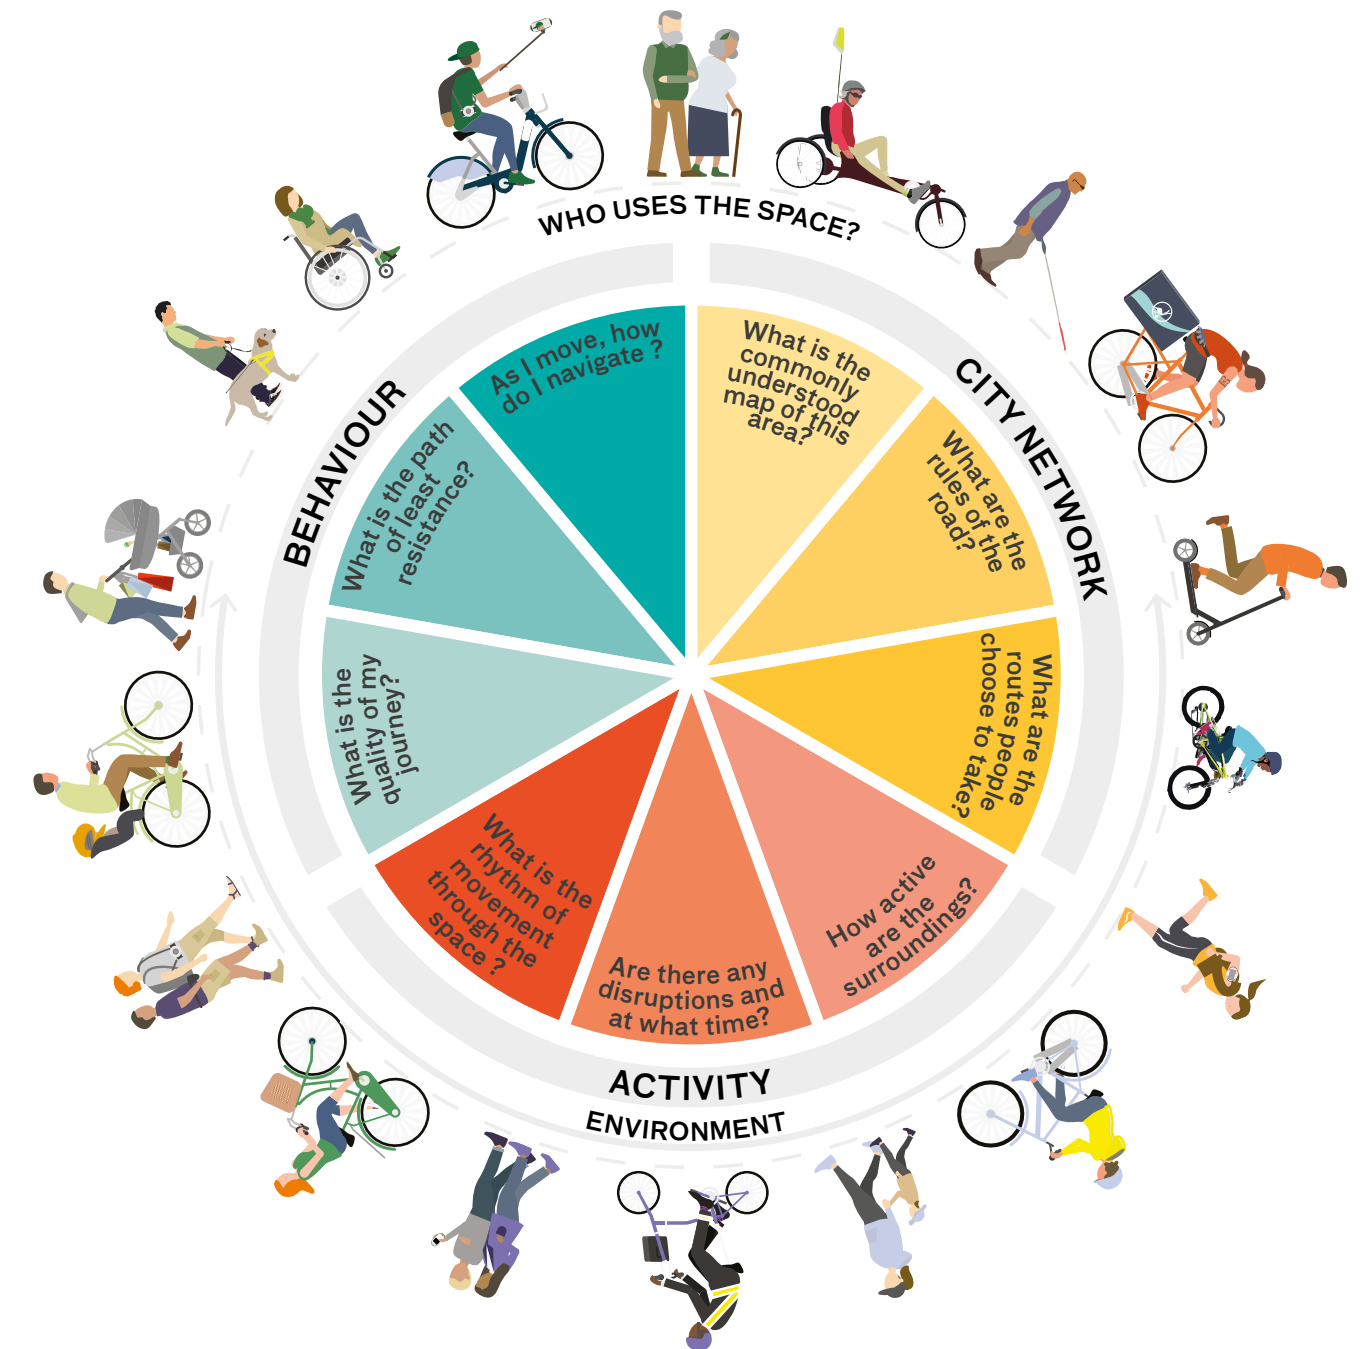 WHO USES THE SPACE?
CITY NETWORK
What is the
commonly
understood
map of this
area?
What are the
rules of the
road?
What are the
routes people
choose to take?
ACTIVITY
ENVIRONMENT
How active
are the
surroundings?
Are there any
disruptions and
at what time?
What is the
rhythm of
movement
through the
space ?
BEHAVIOUR
What is the
quality of my
journey?
What is the path
of least
resistance?
As I move, how
do I navigate ?